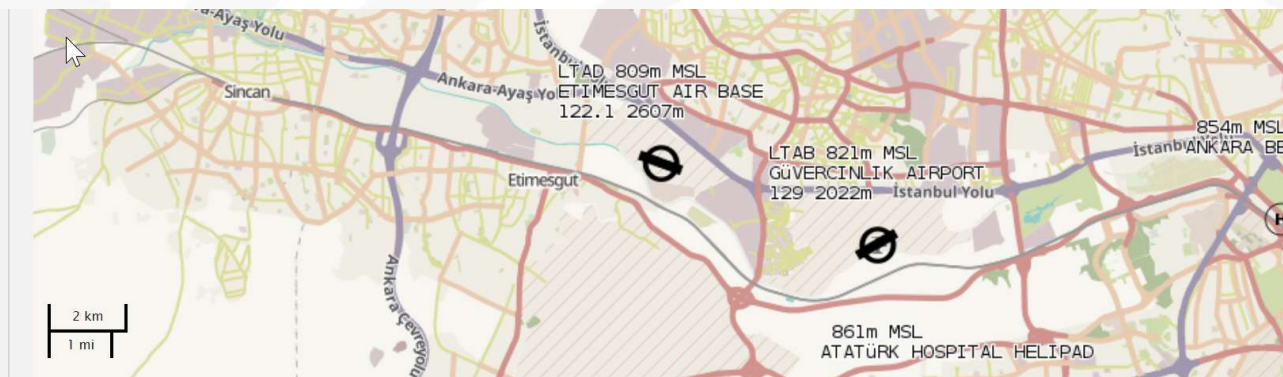 a-Ayaş Yolu
İstanbul
LTAD 809m MSL
ETIMESGUT AIR BASE
122.1 2607m
Ankara-Ayaş Yo
Sincan
Etimesgut
LTAB 821m MSL
GüVERCINLIK AIRPORT
129 2022m
İstanbul Yolu
854m MSL
ANKARA BE
İstanbul Yolu
H
Ankara Çevreyolu
2 km
1 mi
861m MSL
ATATüRK HOSPITAL HELIPAD